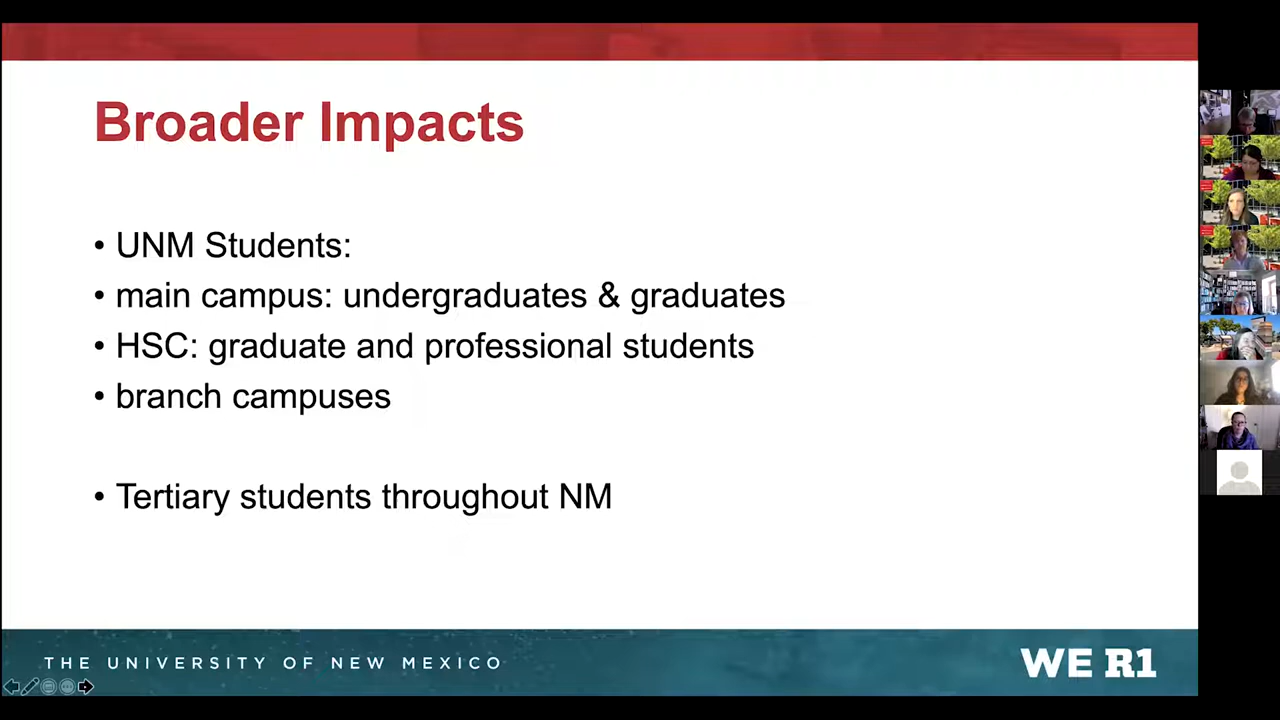 Broader Impacts
• UNM Students:
• main campus: undergraduates & graduates
• HSC: graduate and professional students
• branch campuses
• Tertiary students throughout NM
THE UNIVERSITY OF NEW MEXICO
WE R1